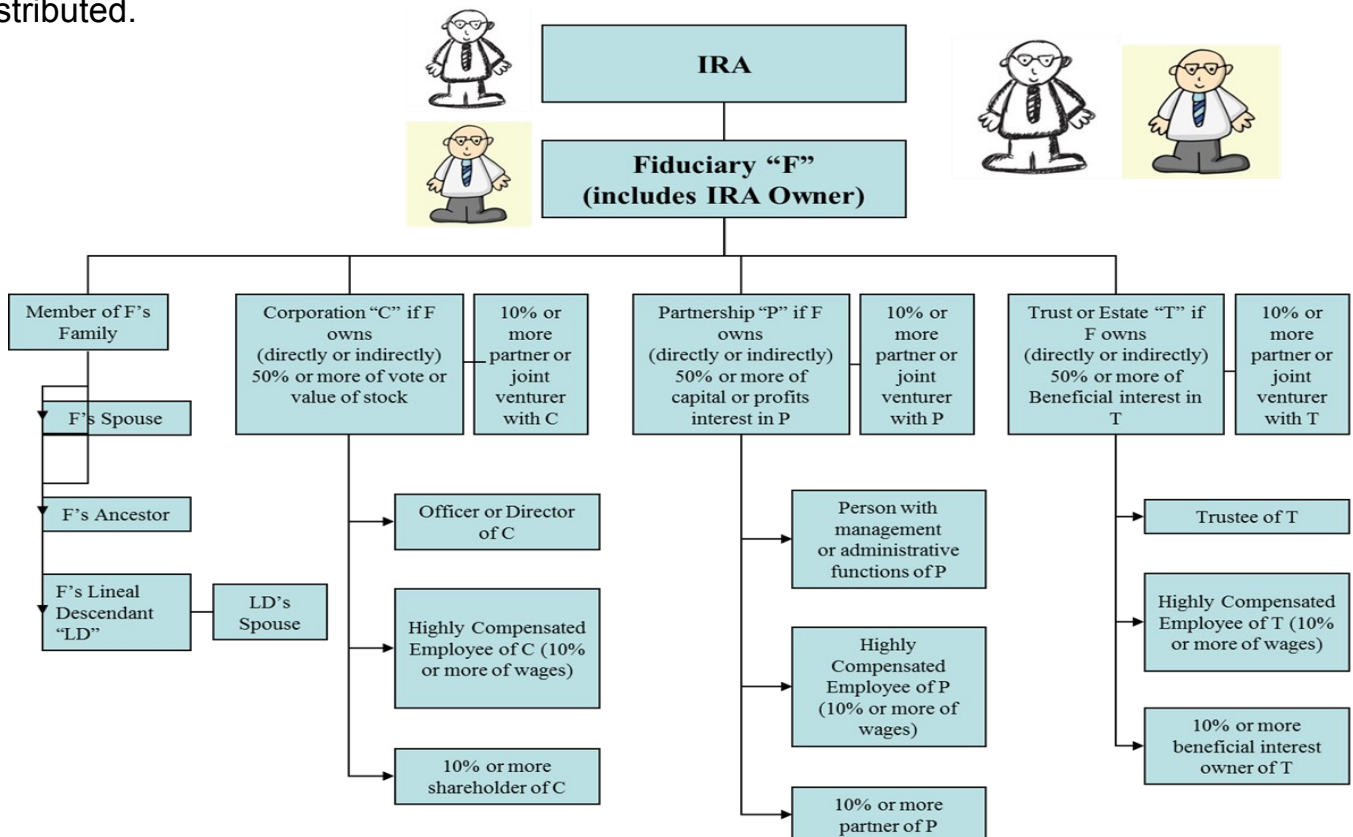 stributed.
IRA
Fiduciary “F”
(includes IRA Owner)
Member of F’s
Family
F’s Spouse
F’s Ancestor
F’s Lineal
Descendant
“LD”
LD’s
Spouse
Corporation “C” if F
owns
(directly or indirectly)
50% or more of vote or
value of stock
10% or
more
partner or
joint
venturer
with C
Officer or Director
of C
Highly Compensated
Employee of C (10%
or more of wages)
10% or more
shareholder of C
Partnership “P” if F
owns
(directly or indirectly)
50% or more of
capital or profits
interest in P
10% or
more
partner or
joint
venturer
with P
Person with
management
or administrative
functions of P
Highly
Compensated
Employee of P
(10% or more of
wages)
10% or more
partner of P
Trust or Estate “T” if
F owns
(directly or indirectly)
50% or more of
Beneficial interest in
T
10% or
more
partner or
joint
venturer
with T
Trustee of T
Highly Compensated
Employee of T (10%
or more of wages)
10% or more
beneficial interest
owner of T